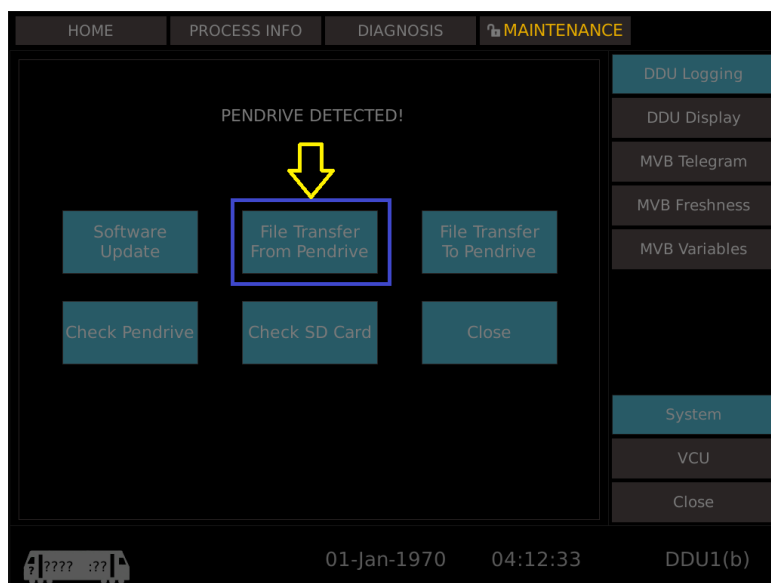 HOME PROCESS INFO DIAGNOSIS MAINTENANCE
PENDRIVE DETECTED!
Software
Update
File Transfer
From Pendrive
File Transfer
To Pendrive
Check Pendrive
Check SD Card
Close
DDU Logging
DDU Display
MVB Telegram
MVB Freshness
MVB Variables
System
VCU
Close
? ???? :??
01-Jan-1970 04:12:33 DDU1(b)